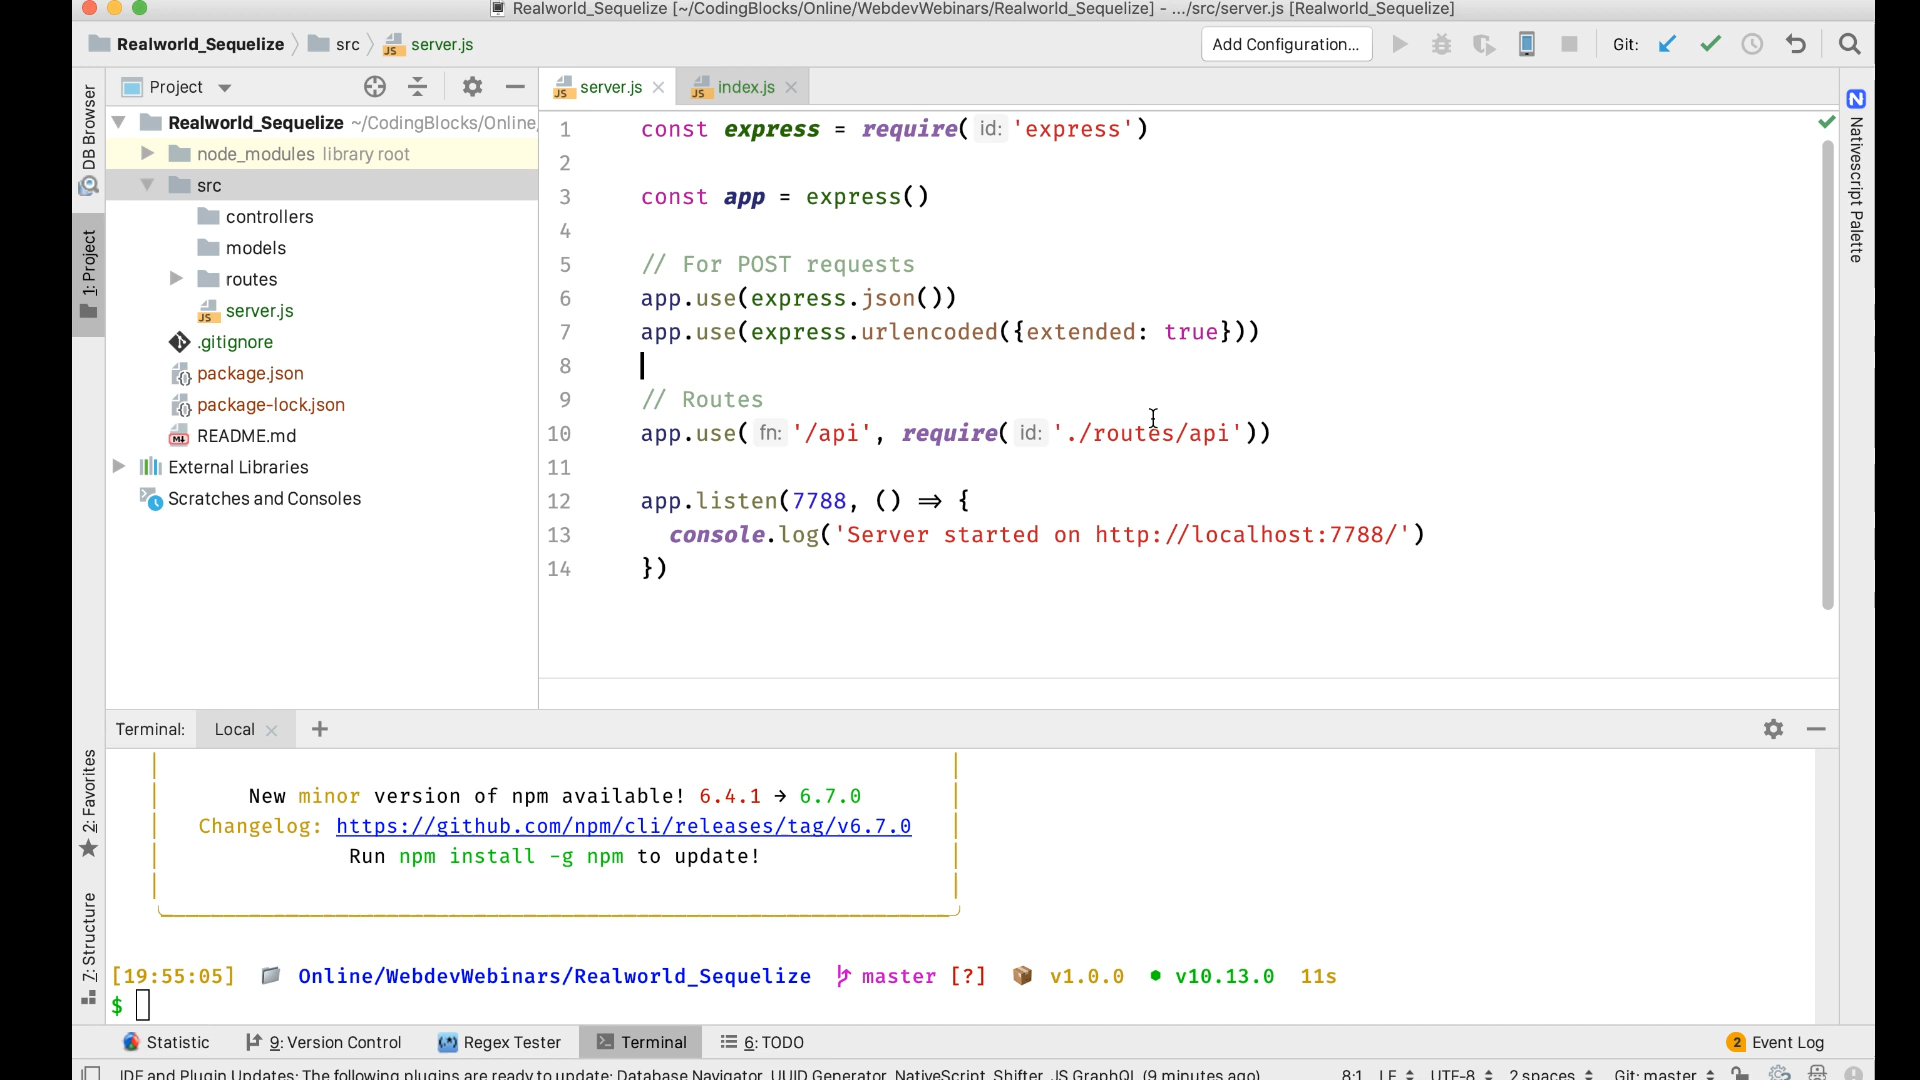 Realworld_Sequelize [~/CodingBlocks/Online/WebdevWebinars/Realworld_Sequelize] - .../src/server.js [Realworld_Sequelize]
Realworld_Sequelize src server.js Add Configuration... Git:
Project server.js index.js
Realworld_Sequelize ~/CodingBlocks/Online
node_modules library root
src
controllers
models
routes
server.js
.gitignore
package.json
package-lock.json
README.md
External Libraries
Scratches and Consoles
DB Browser
1: Project
2: Favorites
7: Structure
Nativescript Palette
1 const express = require( id: 'express')
2
3 const app = express()
4
5 // For POST requests
6 app.use(express.json())
7 app.use(express.urlencoded({extended: true}))
8
9 // Routes
10 app.use( fn: '/api', require( id: './routes/api'))
11
12 app.listen(7788, () => {
13 console.log('Server started on http://localhost:7788/')
14 })
Terminal: Local
New minor version of npm available! 6.4.1 → 6.7.0
Changelog: https://github.com/npm/cli/releases/tag/v6.7.0
Run npm install -g npm to update!
[19:55:05] Online/WebdevWebinars/Realworld_Sequelize master [?] v1.0.0 v10.13.0 11s
$
Statistic 9: Version Control Regex Tester Terminal 6: TODO 2 Event Log
IDE and Plugin Updates: The following plugins are ready to update: Database Navigator, UUID Generator, NativeScript, Shifter, JS GraphQL (9 minutes ago) 8:1 LF UTF-8 2 spaces Git: master